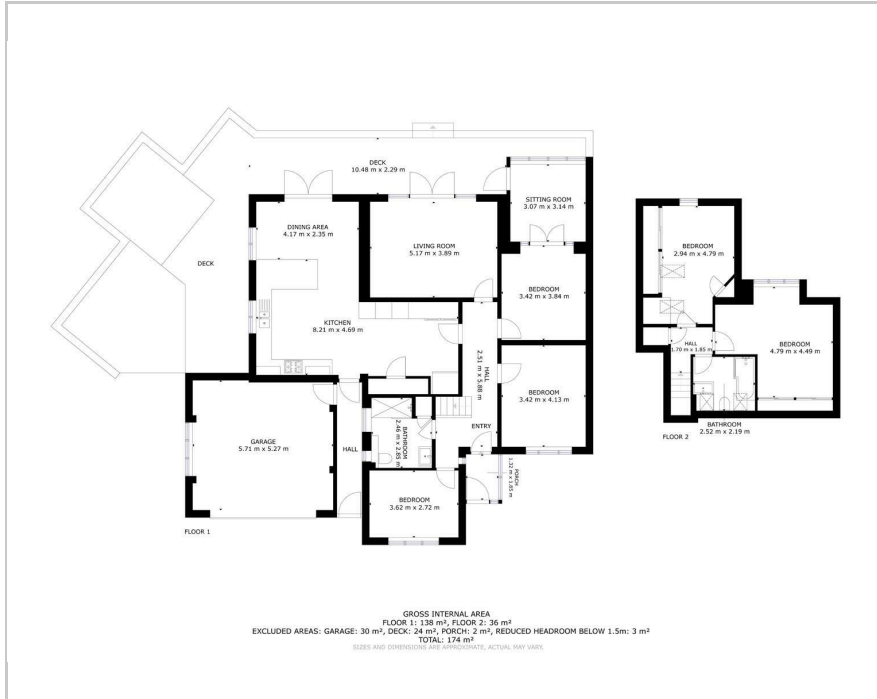 DECK
10.48 m x 2.29 m
SITTING ROOM
3.07 m x 3.14 m
DINING AREA
4.17 m x 2.35 m
LIVING ROOM
5.17 m x 3.89 m
DECK
BEDROOM
3.42 m x 3.84 m
KITCHEN
8.21 m x 4.69 m
HALL
2.51 m x 5.88 m
BEDROOM
3.42 m x 4.13 m
GARAGE
5.71 m x 5.27 m
HALL
BATHROOM
2.46 m x 2.85 m
ENTRY
PORCH
1.32 m x 1.85 m
BEDROOM
3.62 m x 2.72 m
FLOOR 1
BEDROOM
2.94 m x 4.79 m
HALL
1.70 m x 1.65 m
BEDROOM
4.79 m x 4.49 m
BATHROOM
2.52 m x 2.19 m
FLOOR 2
GROSS INTERNAL AREA
FLOOR 1: 138 m², FLOOR 2: 36 m²
EXCLUDED AREAS: GARAGE: 30 m², DECK: 24 m², PORCH: 2 m², REDUCED HEADROOM BELOW 1.5m: 3 m²
TOTAL: 174 m²
SIZES AND DIMENSIONS ARE APPROXIMATE, ACTUAL MAY VARY.